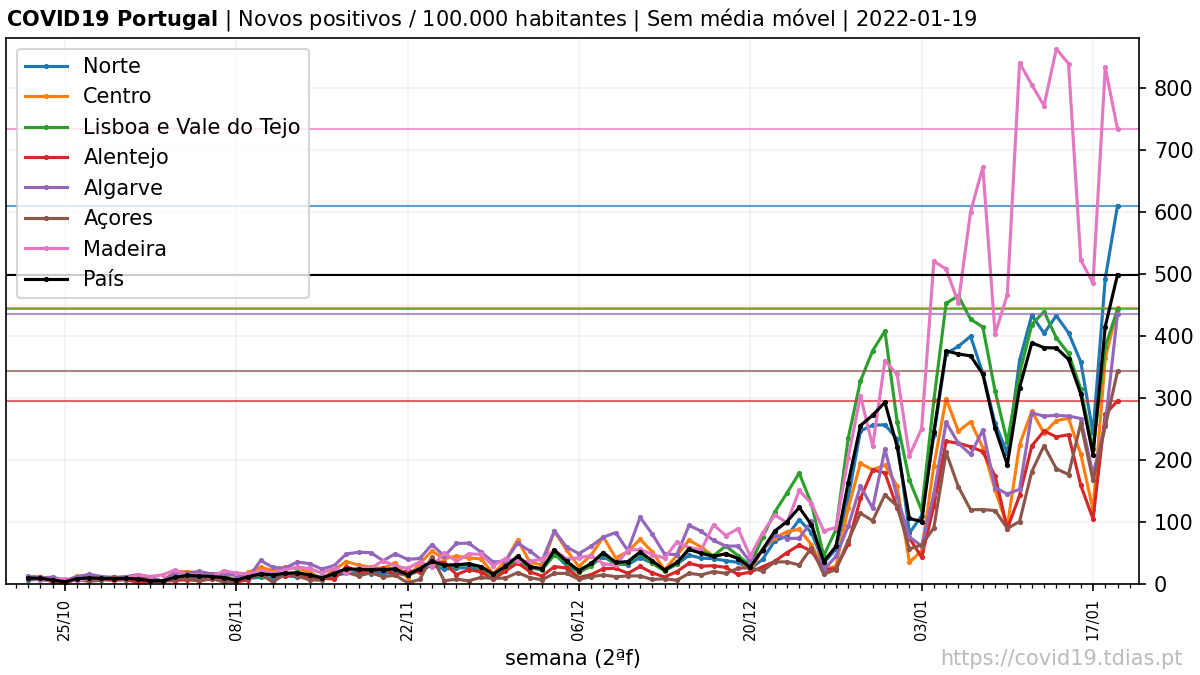 COVID19 Portugal | Novos positivos / 100.000 habitantes | Sem média móvel | 2022-01-19
Norte
Centro
Lisboa e Vale do Tejo
Alentejo
Algarve
Açores
Madeira
País
800
700
600
500
400
300
200
100
0
25/10
08/11
22/11
06/12
20/12
03/01
17/01
semana (2ªf)
https://covid19.tdias.pt